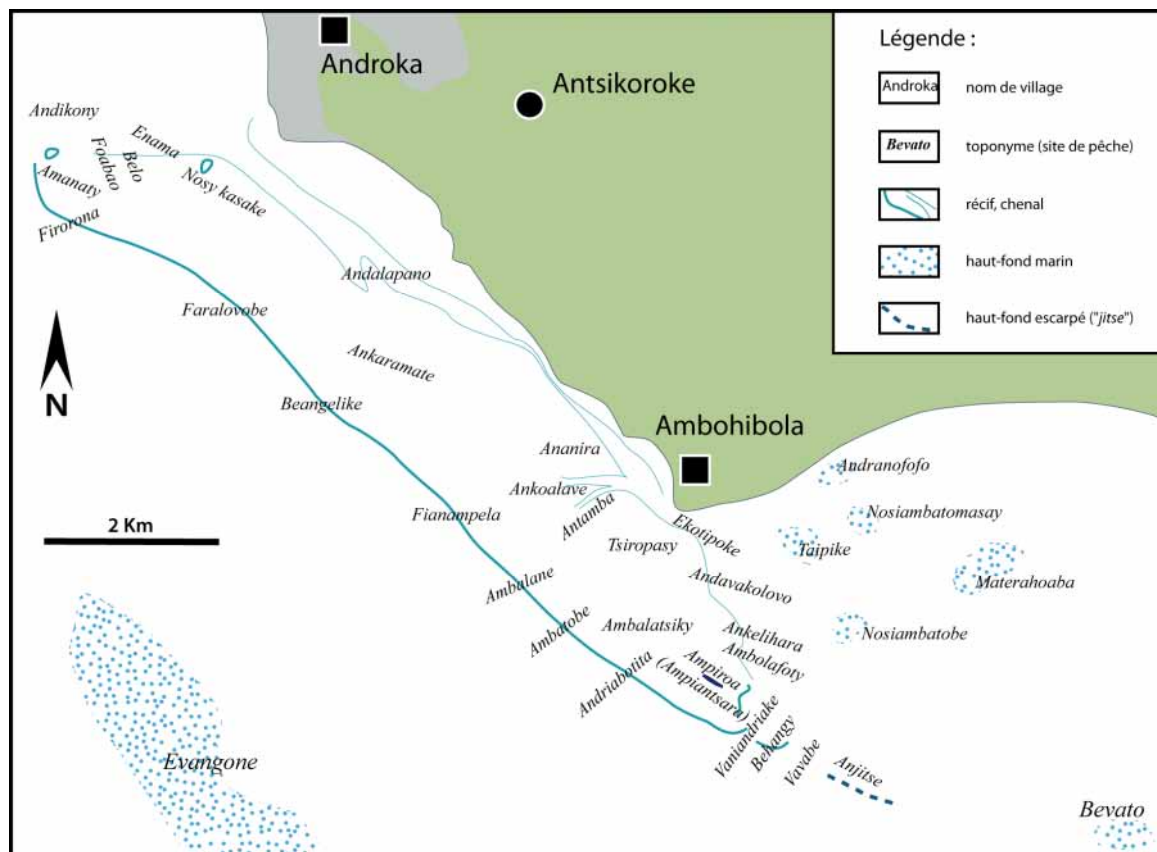 Androka
Antsikoroke
Andikony
Enama
Foabao
Belo
Nosy kasake
Amanaty
Firorona
Andalapano
Faralovobe
Ankaramate
Beangelike
N
2 Km
Ambohibola
Ananira
Ankoalave
Antamba
Fianampela
Ekotipoke
Tsiropasy
Andavakolovo
Ambalane
Ambatobe
Ambalatsiky
Ankelihara
Ambolafoty
Ampiroa
(Ampiantsara)
Andriabotita
Vaniandriake
Behangy
Vavabe
Anjitse
Andranofofo
Nosiambatomasay
Taipike
Materahoaba
Nosiambatobe
Evangone
Bevato
Légende :
Androka nom de village
Bevato toponyme (site de pêche)
récif, chenal
haut-fond marin
haut-fond escarpé ("jitse")